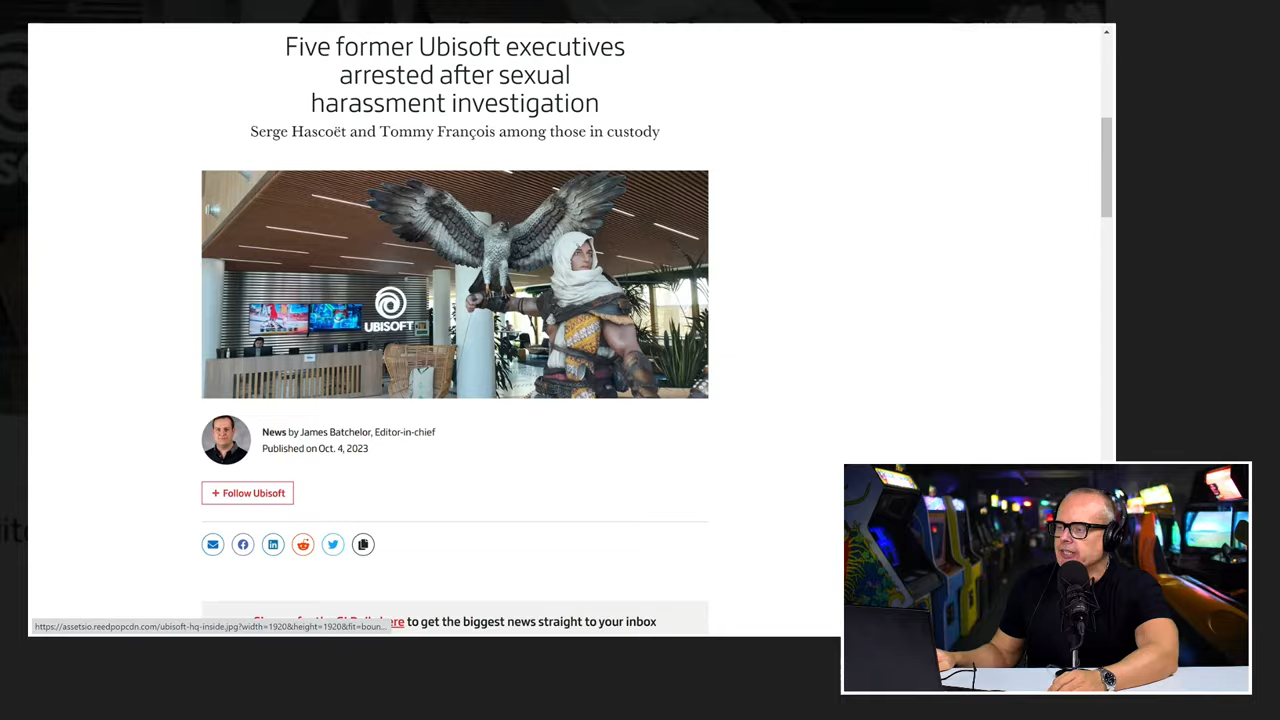 Five former Ubisoft executives
arrested after sexual
harassment investigation
Serge Hascoët and Tommy François among those in custody
UBISOFT
News by James Batchelor, Editor-in-chief
Published on Oct. 4, 2023
+ Follow Ubisoft
here to get the biggest news straight to your inbox
https://assetsio.reedpopcdn.com/ubisoft-hq-inside.jpg?width=1920&height=1920&fit=boun...